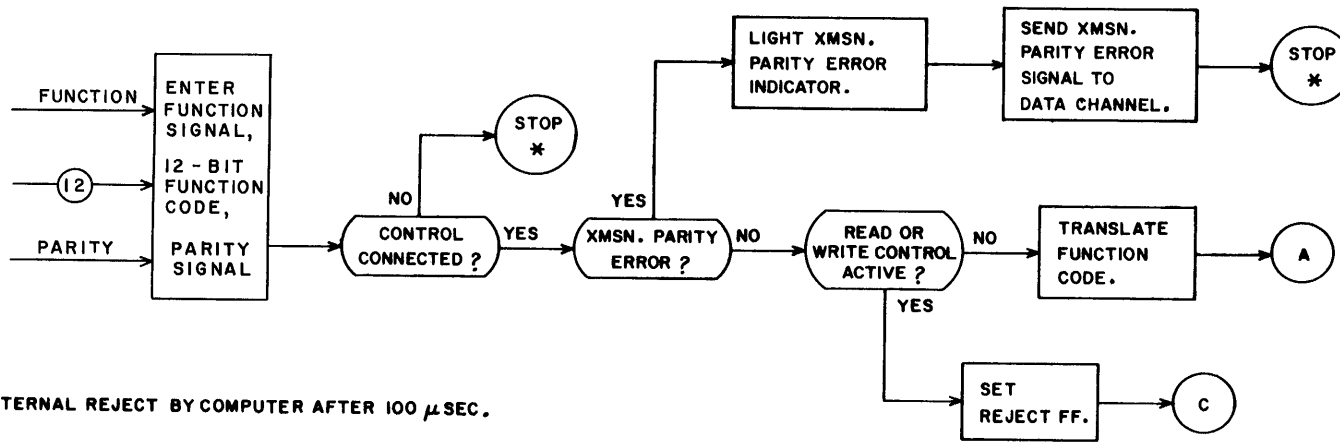 FUNCTION
12
PARITY
ENTER
FUNCTION
SIGNAL,
12-BIT
FUNCTION
CODE,
PARITY
SIGNAL
CONTROL
CONNECTED?
NO
STOP
*
YES
XMSN. PARITY
ERROR?
YES
LIGHT XMSN.
PARITY ERROR
INDICATOR.
SEND XMSN.
PARITY ERROR
SIGNAL TO
DATA CHANNEL.
STOP
*
NO
READ OR
WRITE CONTROL
ACTIVE?
NO
TRANSLATE
FUNCTION
CODE.
A
YES
SET
REJECT FF.
C
TERNAL REJECT BY COMPUTER AFTER 100 μSEC.